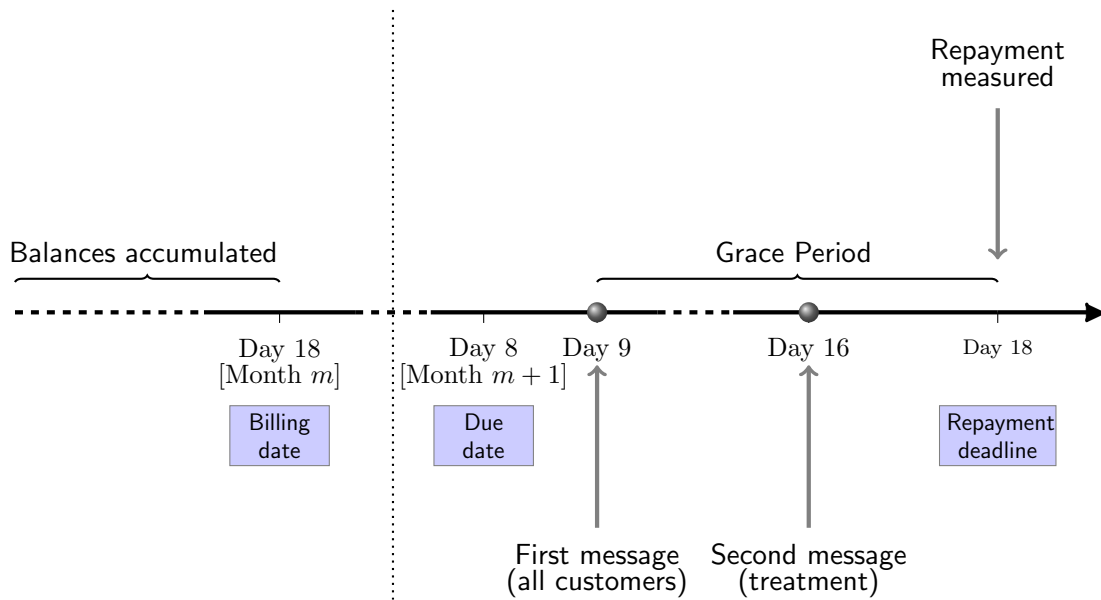 Repayment
measured
Balances accumulated
Grace Period
Day 18
[Month m]
Day 8
[Month m + 1]
Day 9
Day 16
Day 18
Billing
date
Due
date
Repayment
deadline
First message
(all customers)
Second message
(treatment)